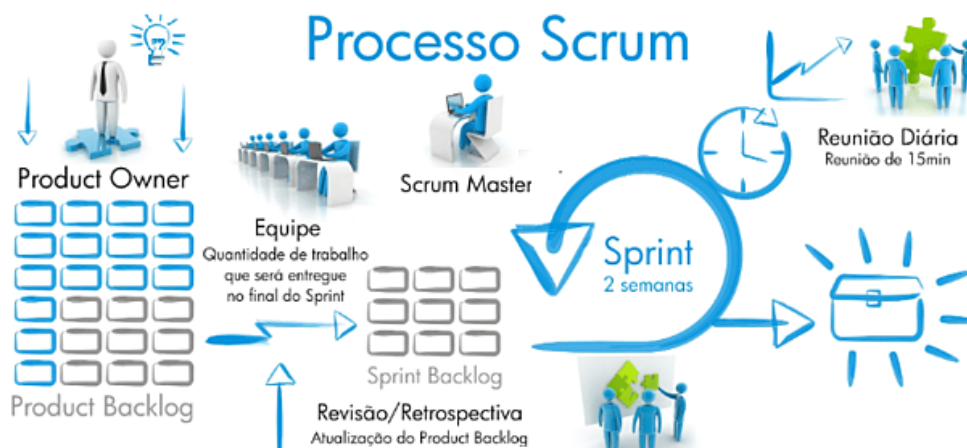 Processo Scrum
Product Owner
Product Backlog
Equipe
Quantidade de trabalho
que será entregue
no final do Sprint
Scrum Master
Sprint Backlog
Revisão/Retrospectiva
Atualização do Product Backlog
Sprint
2 semanas
Reunião Diária
Reunião de 15min